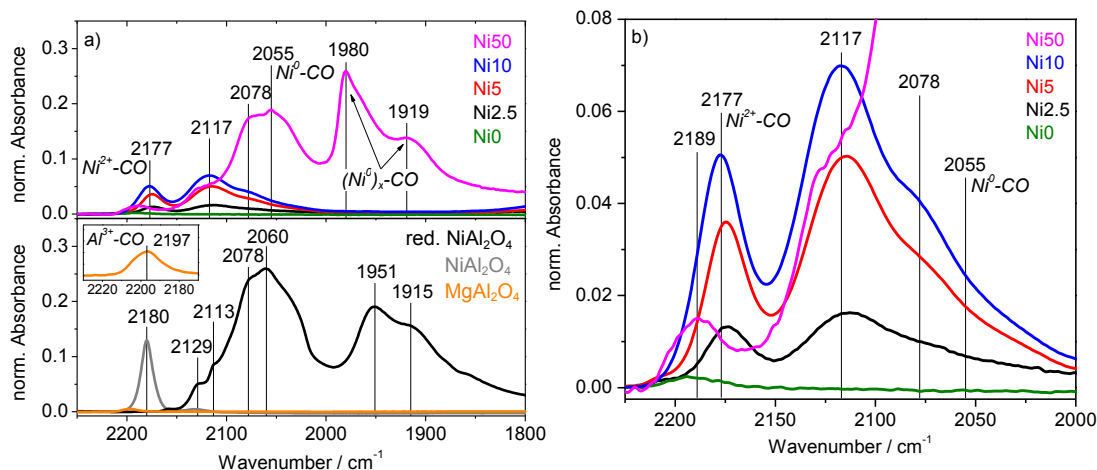 a)
0.3
0.2
0.1
0.0
norm. Absorbance
Ni²⁺-CO
2177
2117
2078
2055
Ni⁰-CO
1980
1919
(Ni⁰)ₓ-CO
Ni50
Ni10
Ni5
Ni2.5
Ni0
0.3
0.2
0.1
0.0
norm. Absorbance
Al³⁺-CO
2197
2220 2200 2180
2180
2129
2113
2078
2060
1951
1915
red. NiAl₂O₄
NiAl₂O₄
MgAl₂O₄
2200 2100 2000 1900 1800
Wavenumber / cm⁻¹
b)
0.08
0.06
0.04
0.02
0.00
norm. Absorbance
2189
2177
Ni²⁺-CO
2117
2078
2055
Ni⁰-CO
Ni50
Ni10
Ni5
Ni2.5
Ni0
2200 2150 2100 2050 2000
Wavenumber / cm⁻¹